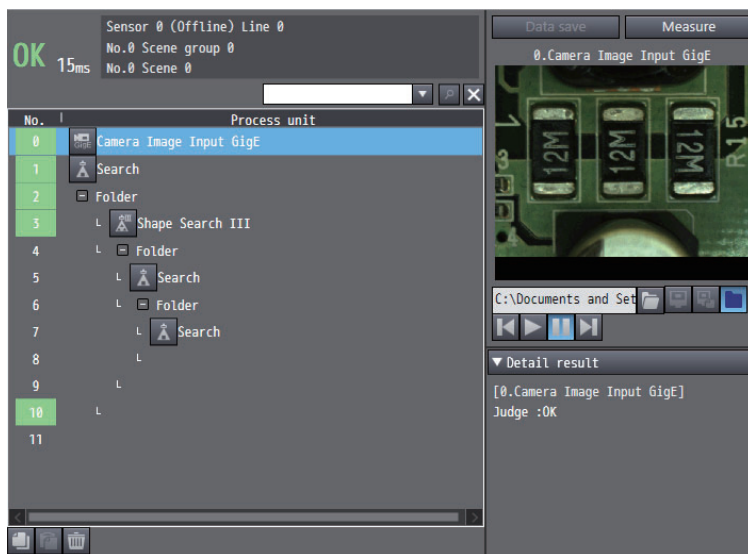 OK
15ms
Sensor 0 (Offline) Line 0
No.0 Scene group 0
No.0 Scene 0
Data save
Measure
0.Camera Image Input GigE
No.
Process unit
0 GigE Camera Image Input GigE
1 Search
2 Folder
3 Shape Search III
4 Folder
5 Search
6 Folder
7 Search
8
9
10
11
12M
12M
12M
R15
3
C:\Documents and Set
Detail result
[0.Camera Image Input GigE]
Judge :OK